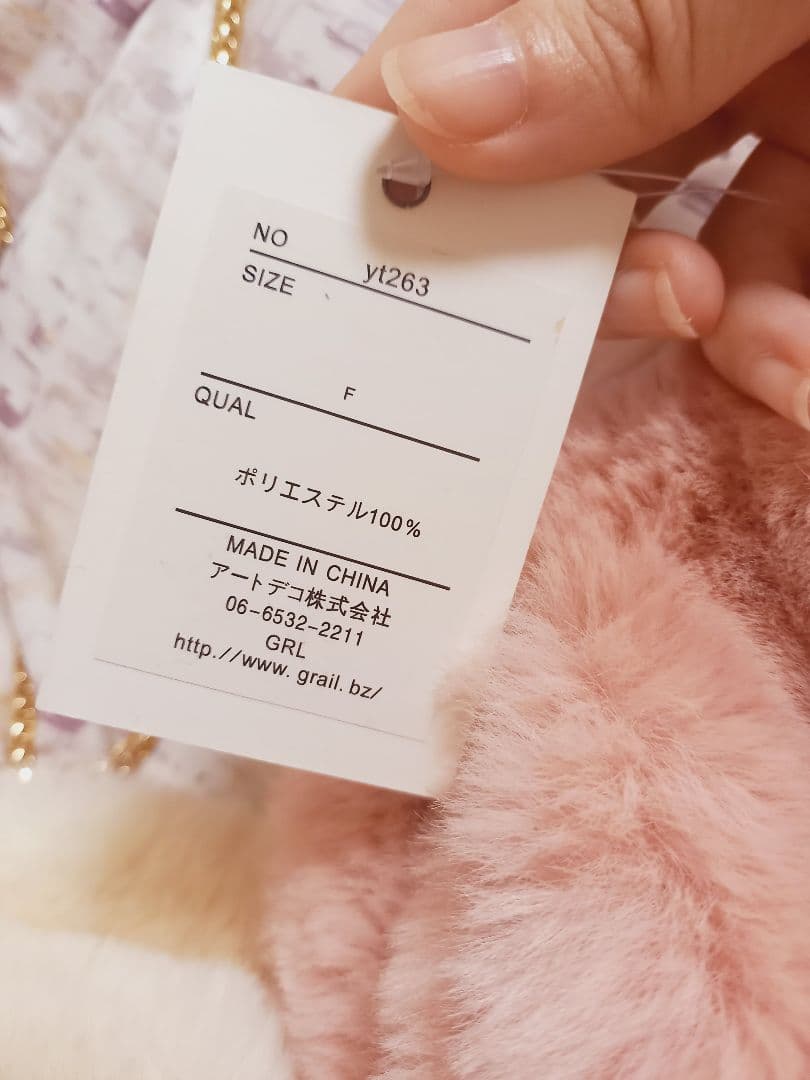 NO
yt263
SIZE
F
QUAL
ポリエステル100%
MADE IN CHINA
アートデコ株式会社
06-6532-2211
GRL
http.//www.grail.bz/